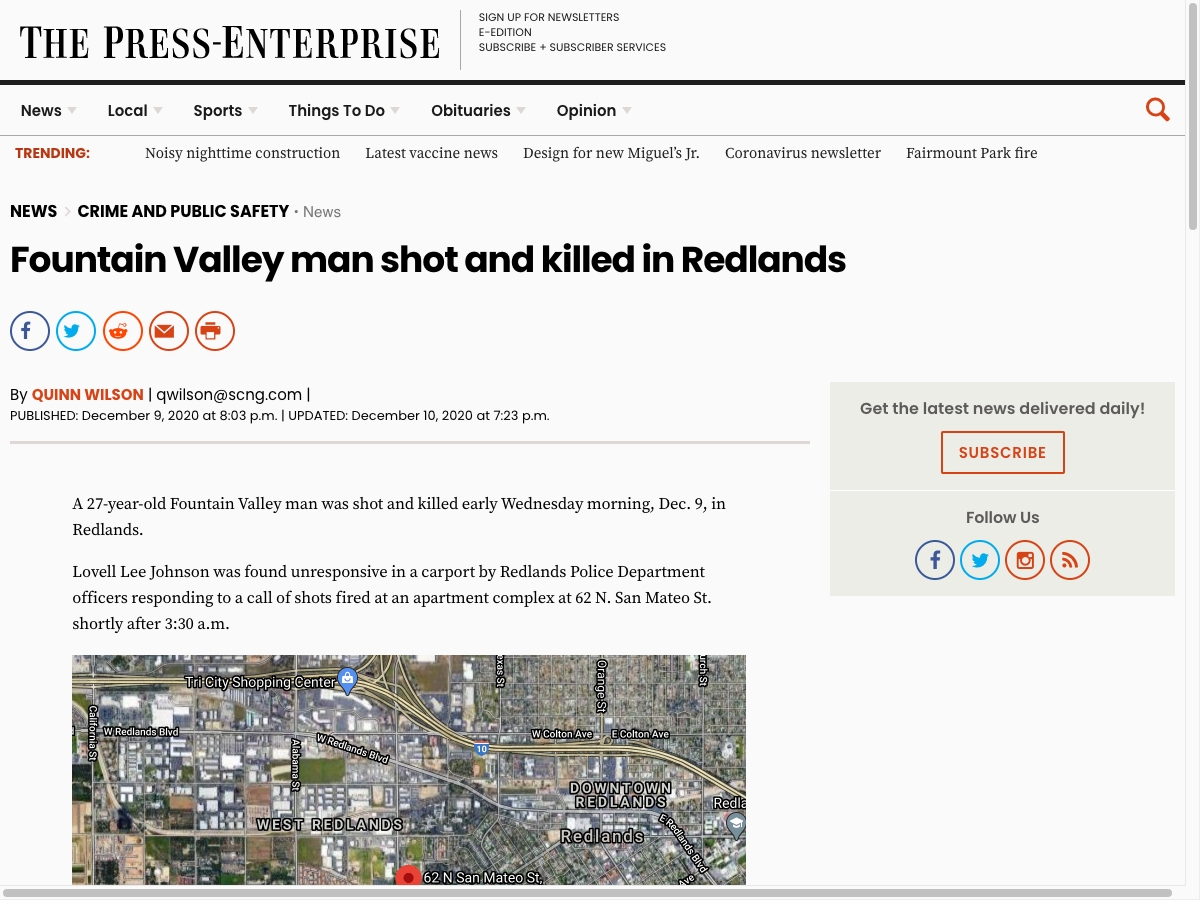 THE PRESS-ENTERPRISE
SIGN UP FOR NEWSLETTERS
E-EDITION
SUBSCRIBE + SUBSCRIBER SERVICES
News Local Sports Things To Do Obituaries Opinion
TRENDING: Noisy nighttime construction Latest vaccine news Design for new Miguel’s Jr. Coronavirus newsletter Fairmount Park fire
NEWS CRIME AND PUBLIC SAFETY • News
Fountain Valley man shot and killed in Redlands
By QUINN WILSON | qwilson@scng.com |
PUBLISHED: December 9, 2020 at 8:03 p.m. | UPDATED: December 10, 2020 at 7:23 p.m.
Get the latest news delivered daily!
SUBSCRIBE
Follow Us
A 27-year-old Fountain Valley man was shot and killed early Wednesday morning, Dec. 9, in
Redlands.
Lovell Lee Johnson was found unresponsive in a carport by Redlands Police Department
officers responding to a call of shots fired at an apartment complex at 62 N. San Mateo St.
shortly after 3:30 a.m.
Tri City Shopping Center
exas St
Orange St
urch St
California St
W Redlands Blvd
Alabama St
W Redlands Blvd
10
W Colton Ave
E Colton Ave
DOWNTOWN
REDLANDS
Redla
WEST REDLANDS
Redlands
E Redlands Blvd
62 N San Mateo St,
Ave